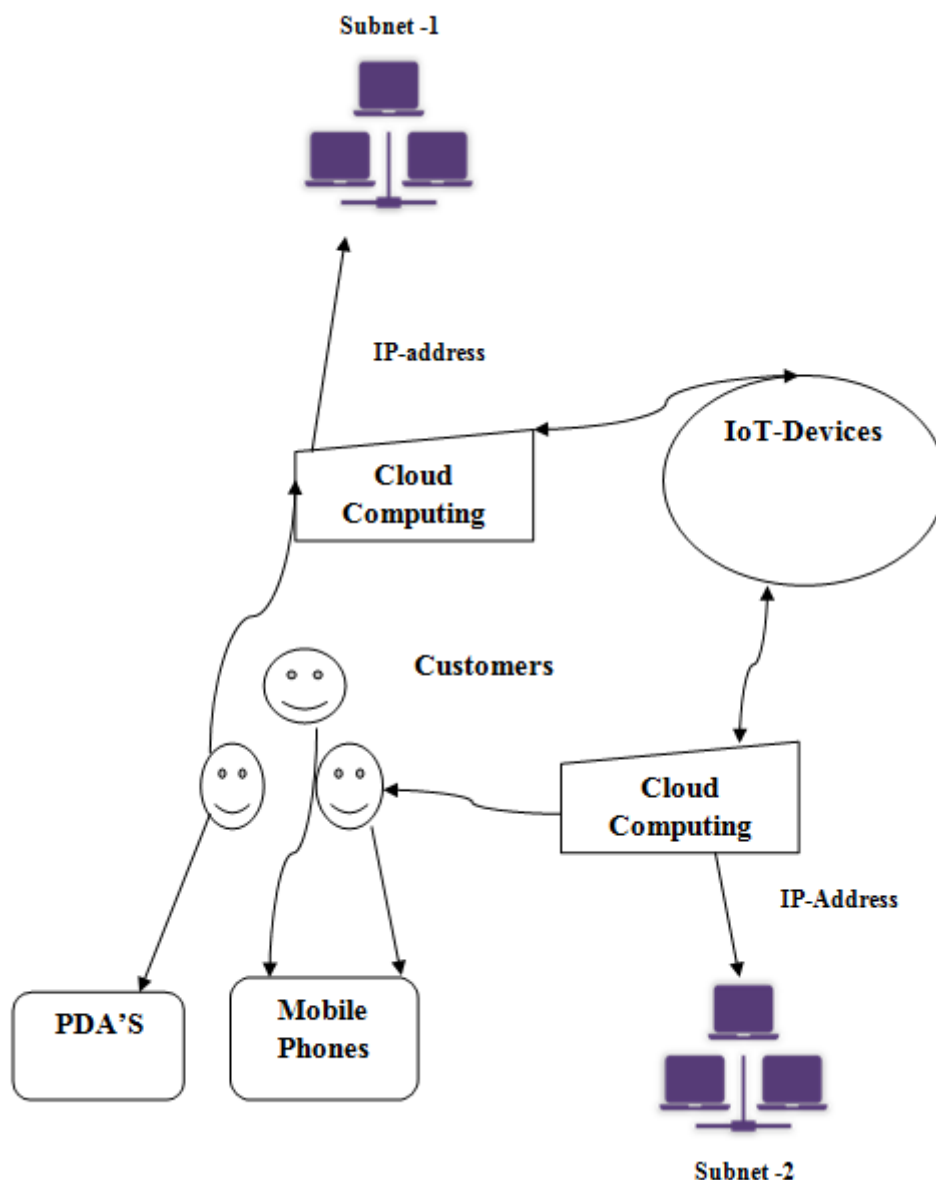 Subnet -1
IP-address
IoT-Devices
Cloud
Computing
Customers
Cloud
Computing
IP-Address
PDA’S
Mobile
Phones
Subnet -2